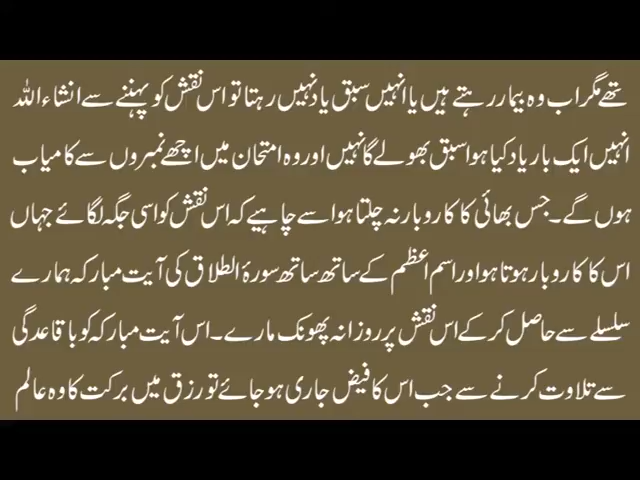 تھے مگر اب وہ بیمار رہتے ہیں یا انہیں سبق یاد نہیں رہتا تو اس نقش کو پہننے سے انشاء اللہ
انہیں ایک بار یاد کیا ہوا سبق بھولے گا نہیں اور وہ امتحان میں اچھے نمبروں سے کامیاب
ہوں گے۔ جس بھائی کا کاروبار نہ چلتا ہو اسے چاہیے کہ اس نقش کو اسی جگہ لگائے جہاں
اس کا کاروبار ہوتا ہو اور اسم اعظم کے ساتھ ساتھ سورۃ الطلاق کی آیت مبارکہ ہمارے
سلسلے سے حاصل کر کے اس نقش پر روزانہ پھونک مارے۔ اس آیت مبارکہ کو باقاعدگی
سے تلاوت کرنے سے جب اس کا فیض جاری ہو جائے تو رزق میں برکت کا وہ عالم